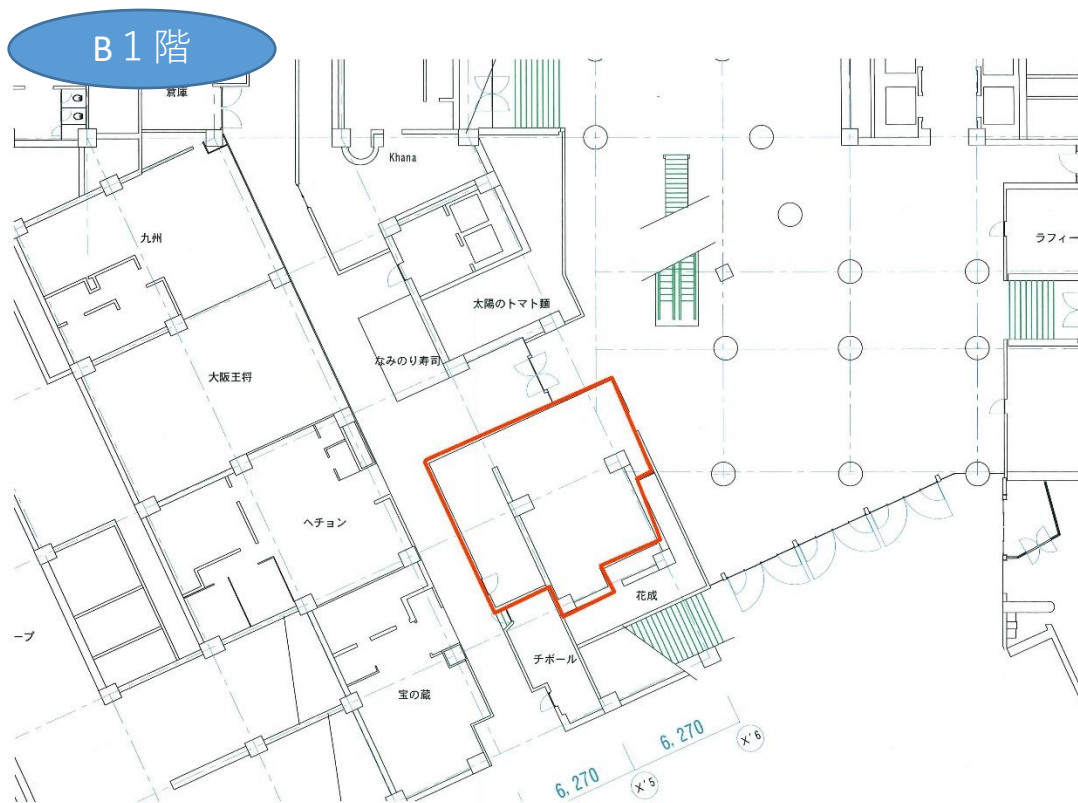 B1階
倉庫
Khana
九州
ラフィー
太陽のトマト麺
なみのり寿司
大阪王将
ヘチョン
花成
ープ
チボール
宝の蔵
6,270
X'6
6,270
X'5